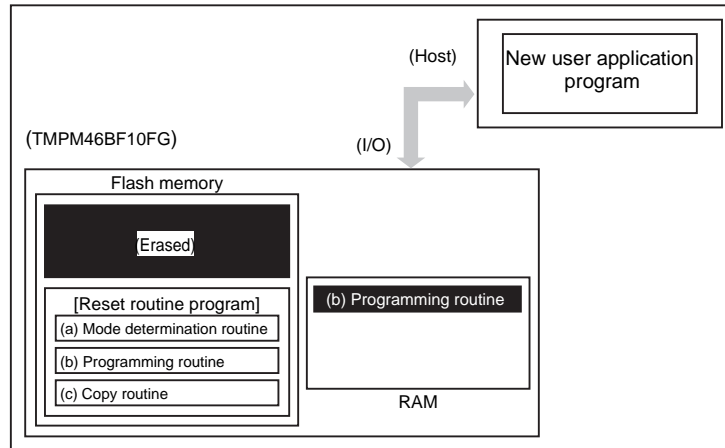 (Host)
New user application
program
(TMPM46BF10FG)
(I/O)
Flash memory
(Erased)
[Reset routine program]
(a) Mode determination routine
(b) Programming routine
(c) Copy routine
(b) Programming routine
RAM